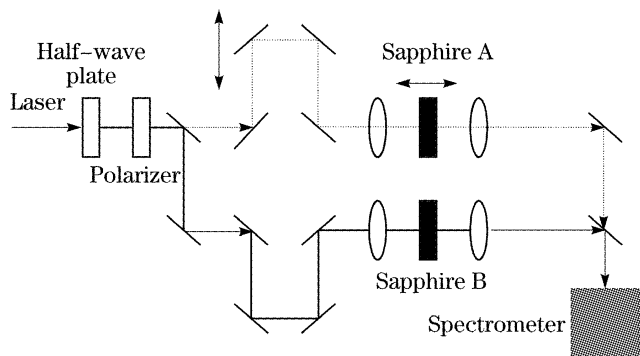 Half-wave
plate
Laser
Polarizer
Sapphire A
Sapphire B
Spectrometer